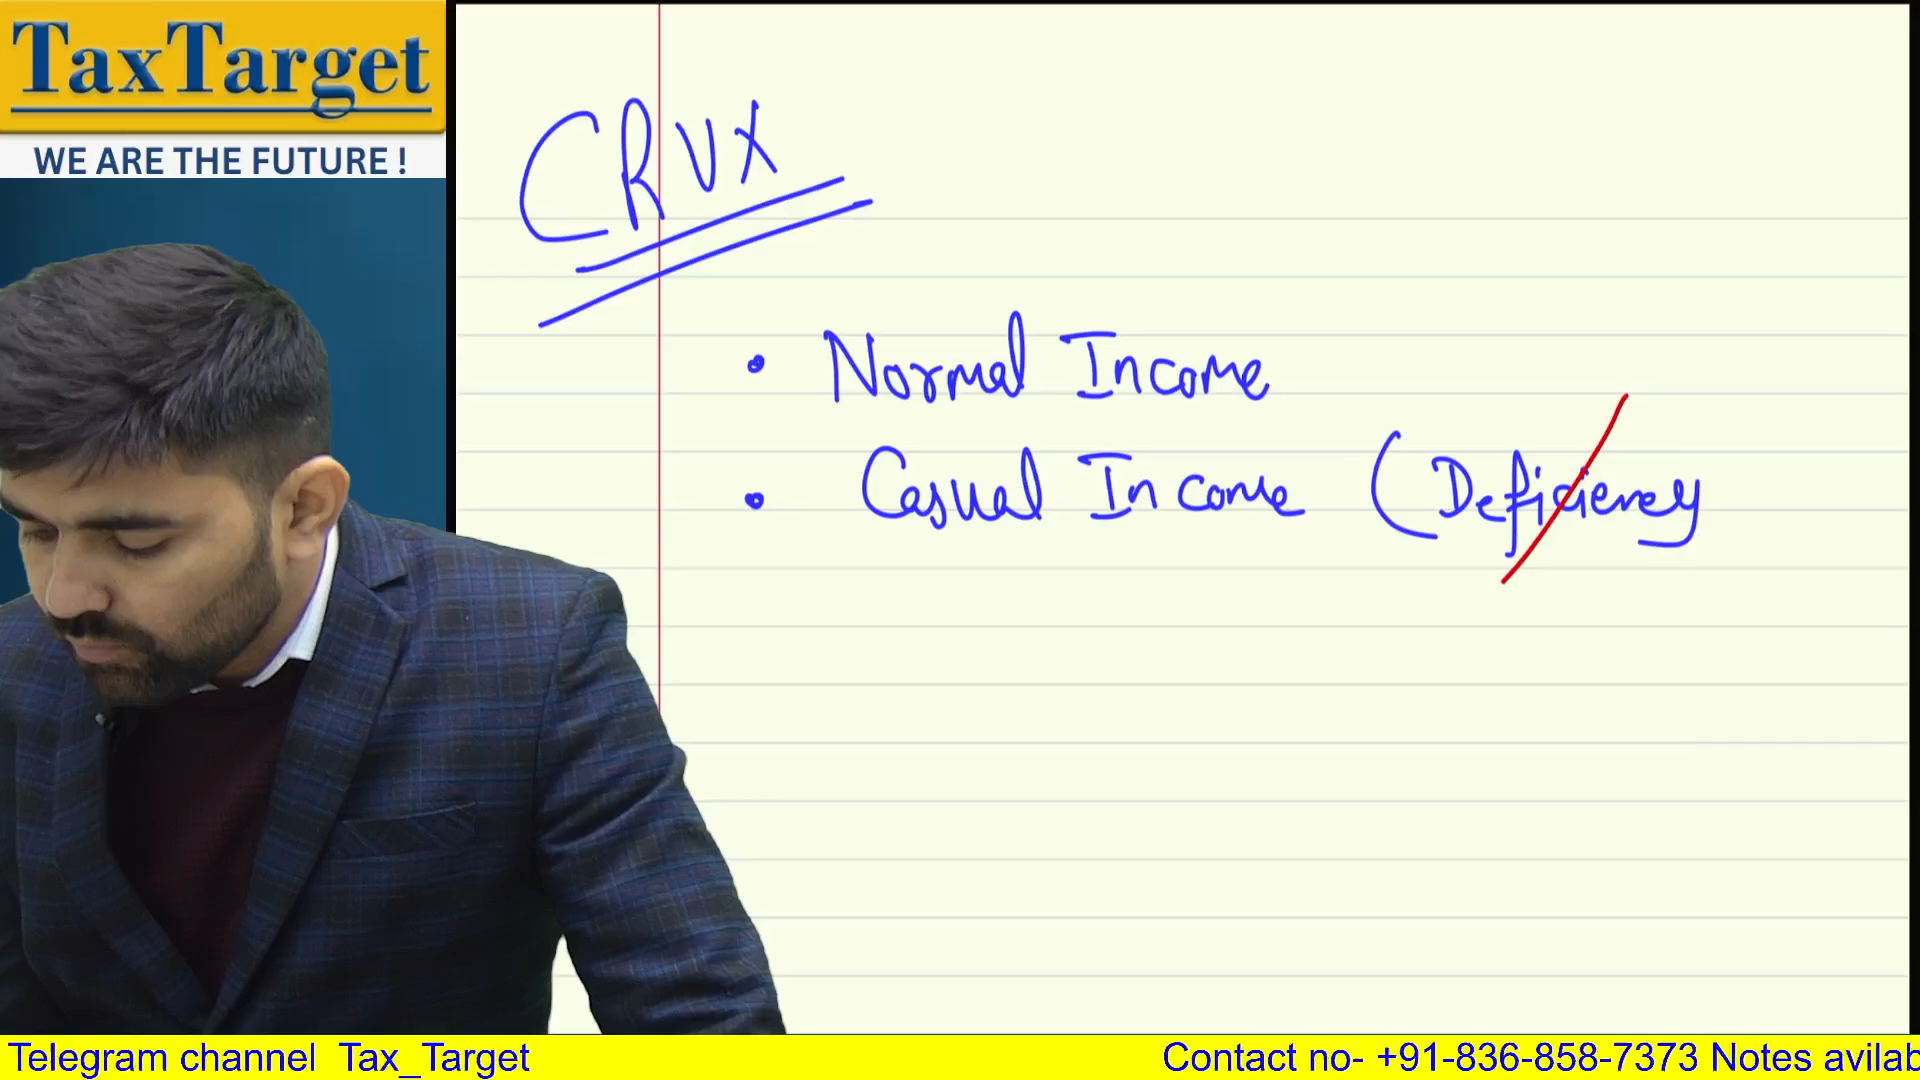 TaxTarget
WE ARE THE FUTURE !
CRUX
• Normal Income
• Casual Income (Deficiency
Telegram channel Tax_Target
Contact no- +91-836-858-7373 Notes avilab